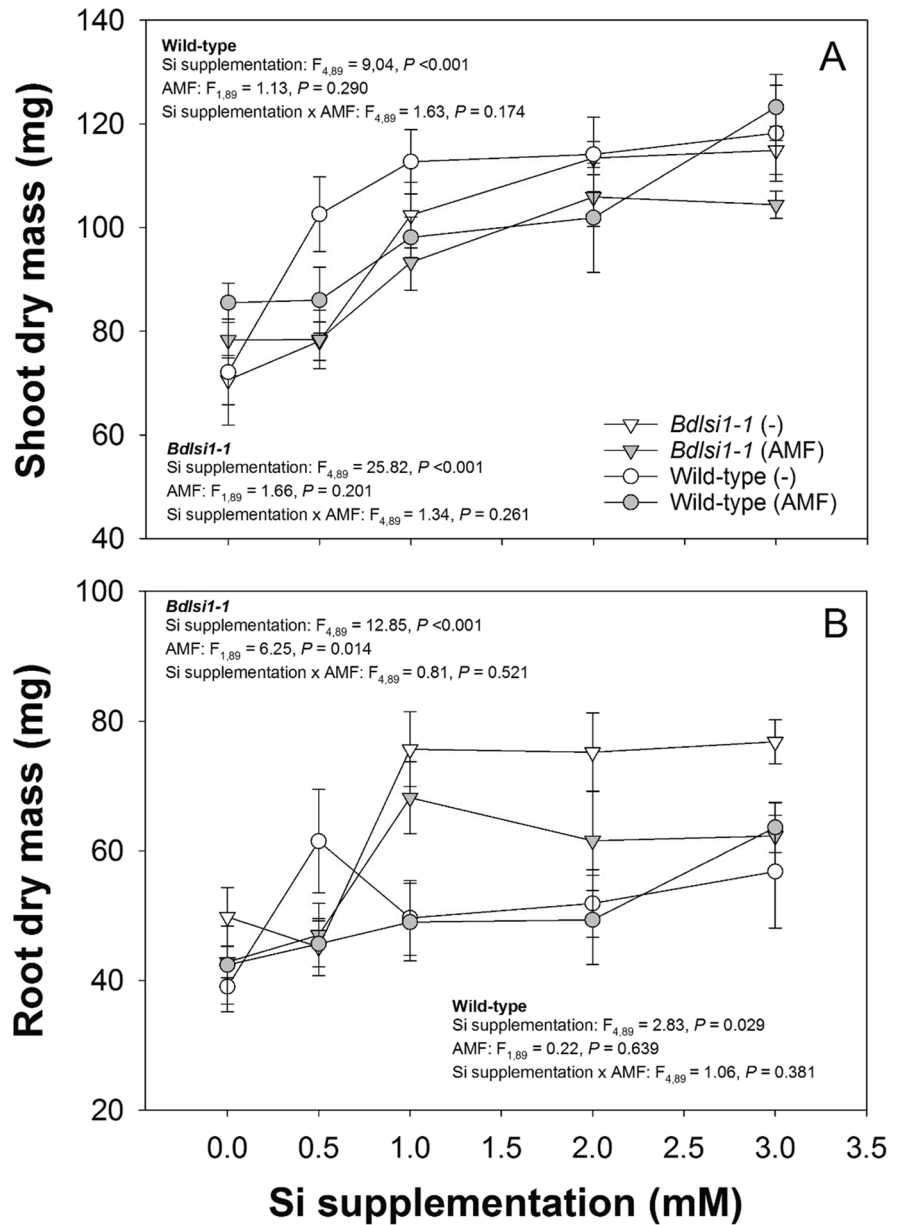 140
120
100
80
60
40
Shoot dry mass (mg)
A
Wild-type
Si supplementation: F4,89 = 9,04, P <0.001
AMF: F1,89 = 1.13, P = 0.290
Si supplementation x AMF: F4,89 = 1.63, P = 0.174
Bdlsi1-1
Si supplementation: F4,89 = 25.82, P <0.001
AMF: F1,89 = 1.66, P = 0.201
Si supplementation x AMF: F4,89 = 1.34, P = 0.261
Bdlsi1-1 (-)
Bdlsi1-1 (AMF)
Wild-type (-)
Wild-type (AMF)
100
80
60
40
20
Root dry mass (mg)
B
Bdlsi1-1
Si supplementation: F4,89 = 12.85, P <0.001
AMF: F1,89 = 6.25, P = 0.014
Si supplementation x AMF: F4,89 = 0.81, P = 0.521
Wild-type
Si supplementation: F4,89 = 2.83, P = 0.029
AMF: F1,89 = 0.22, P = 0.639
Si supplementation x AMF: F4,89 = 1.06, P = 0.381
0.0 0.5 1.0 2.0 3.0 3.5
Si supplementation (mM)